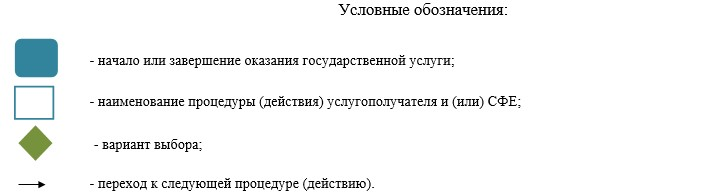 Условные обозначения:
- начало или завершение оказания государственной услуги;
- наименование процедуры (действия) услугополучателя и (или) СФЕ;
- вариант выбора;
- переход к следующей процедуре (действию).